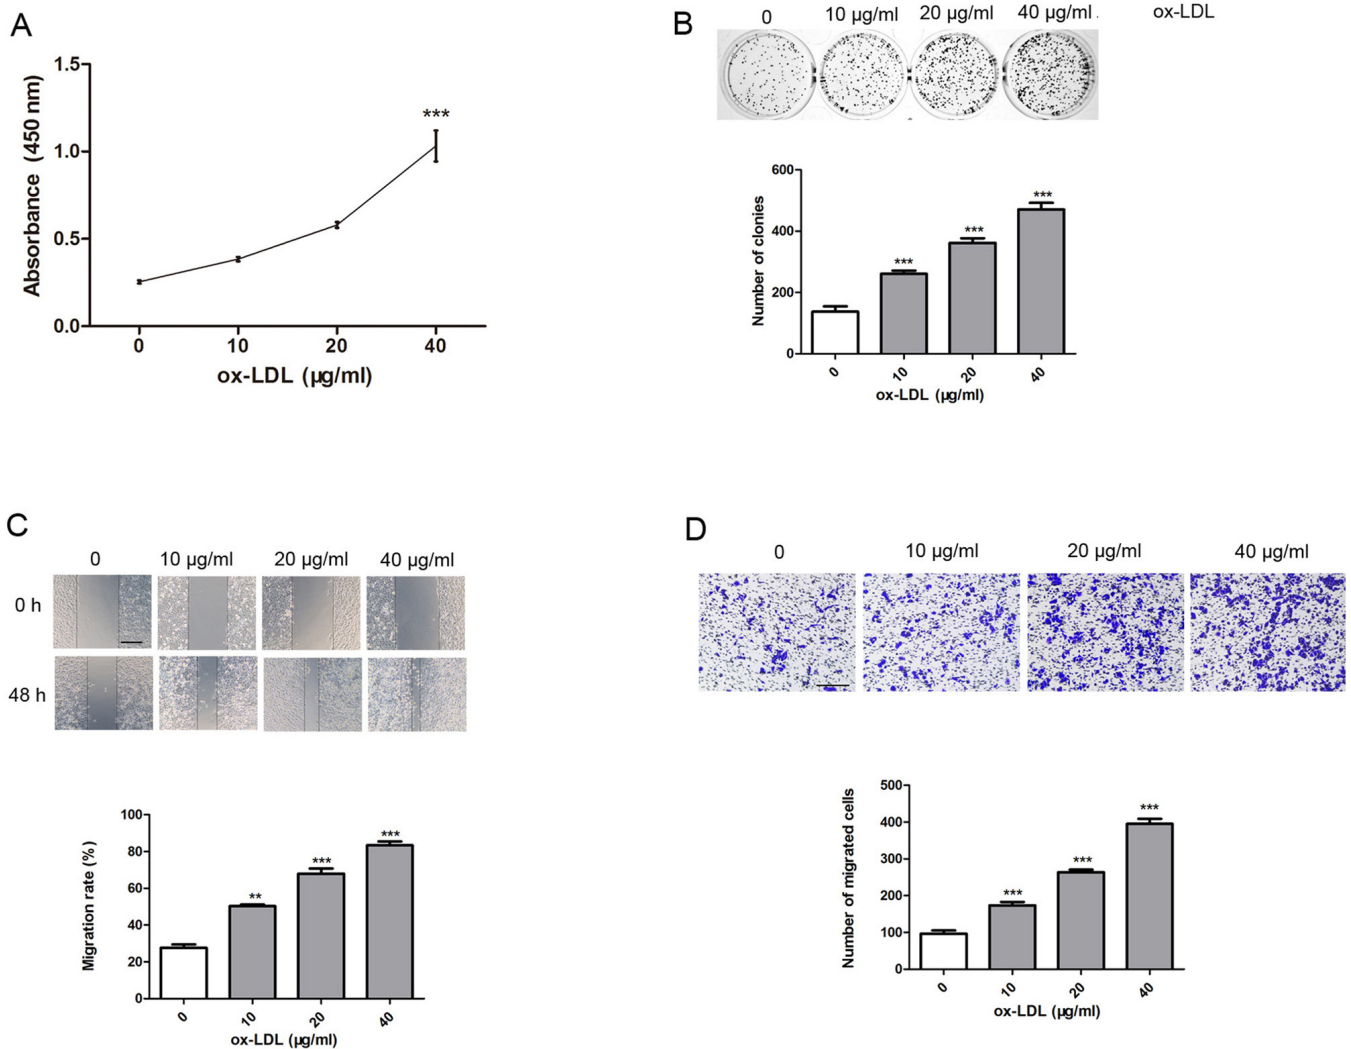 A
1.5
1.0
0.5
0.0
Absorbance (450 nm)
***
0 10 20 40
ox-LDL (µg/ml)
B
0 10 µg/ml 20 µg/ml 40 µg/ml . ox-LDL
600
400
200
0
Number of clonies
*** *** ***
0 10 20 40
ox-LDL (µg/ml)
C
0 10 µg/ml 20 µg/ml 40 µg/ml
0 h
48 h
100
80
60
40
20
0
Migration rate (%)
** *** ***
0 10 20 40
ox-LDL (µg/ml)
D
0 10 µg/ml 20 µg/ml 40 µg/ml
500
400
300
200
100
0
Number of migrated cells
*** *** ***
0 10 20 40
ox-LDL (µg/ml)